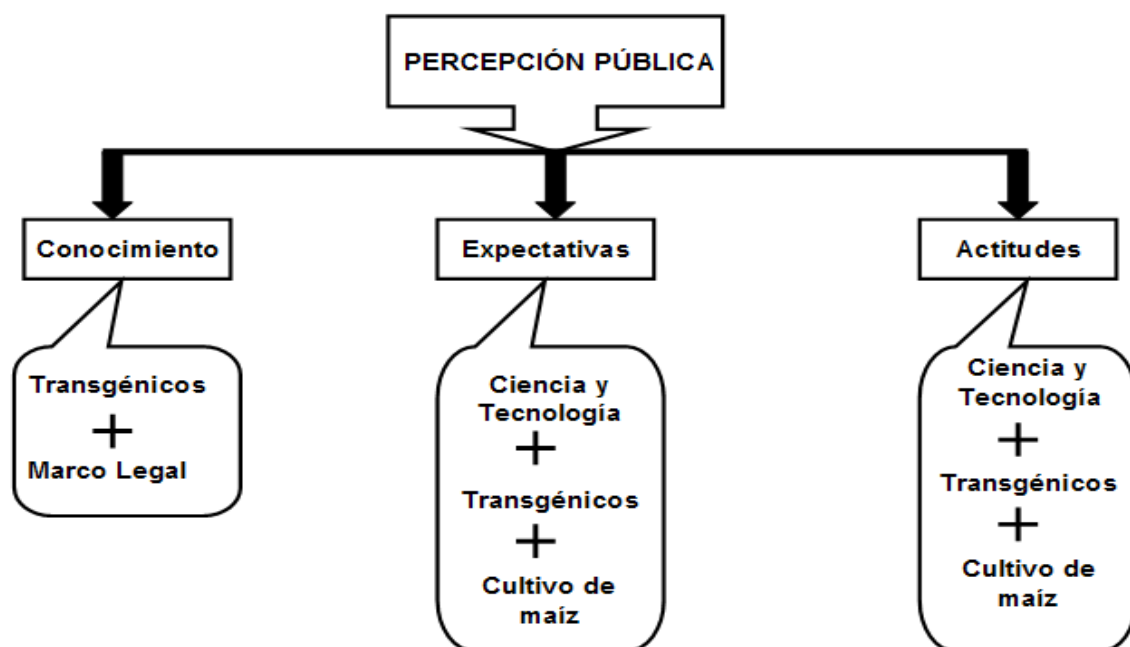 PERCEPCIÓN PÚBLICA
Conocimiento
Expectativas
Actitudes
Transgénicos
+
Marco Legal
Ciencia y
Tecnología
+
Transgénicos
+
Cultivo de
maíz
Ciencia y
Tecnología
+
Transgénicos
+
Cultivo de
maíz